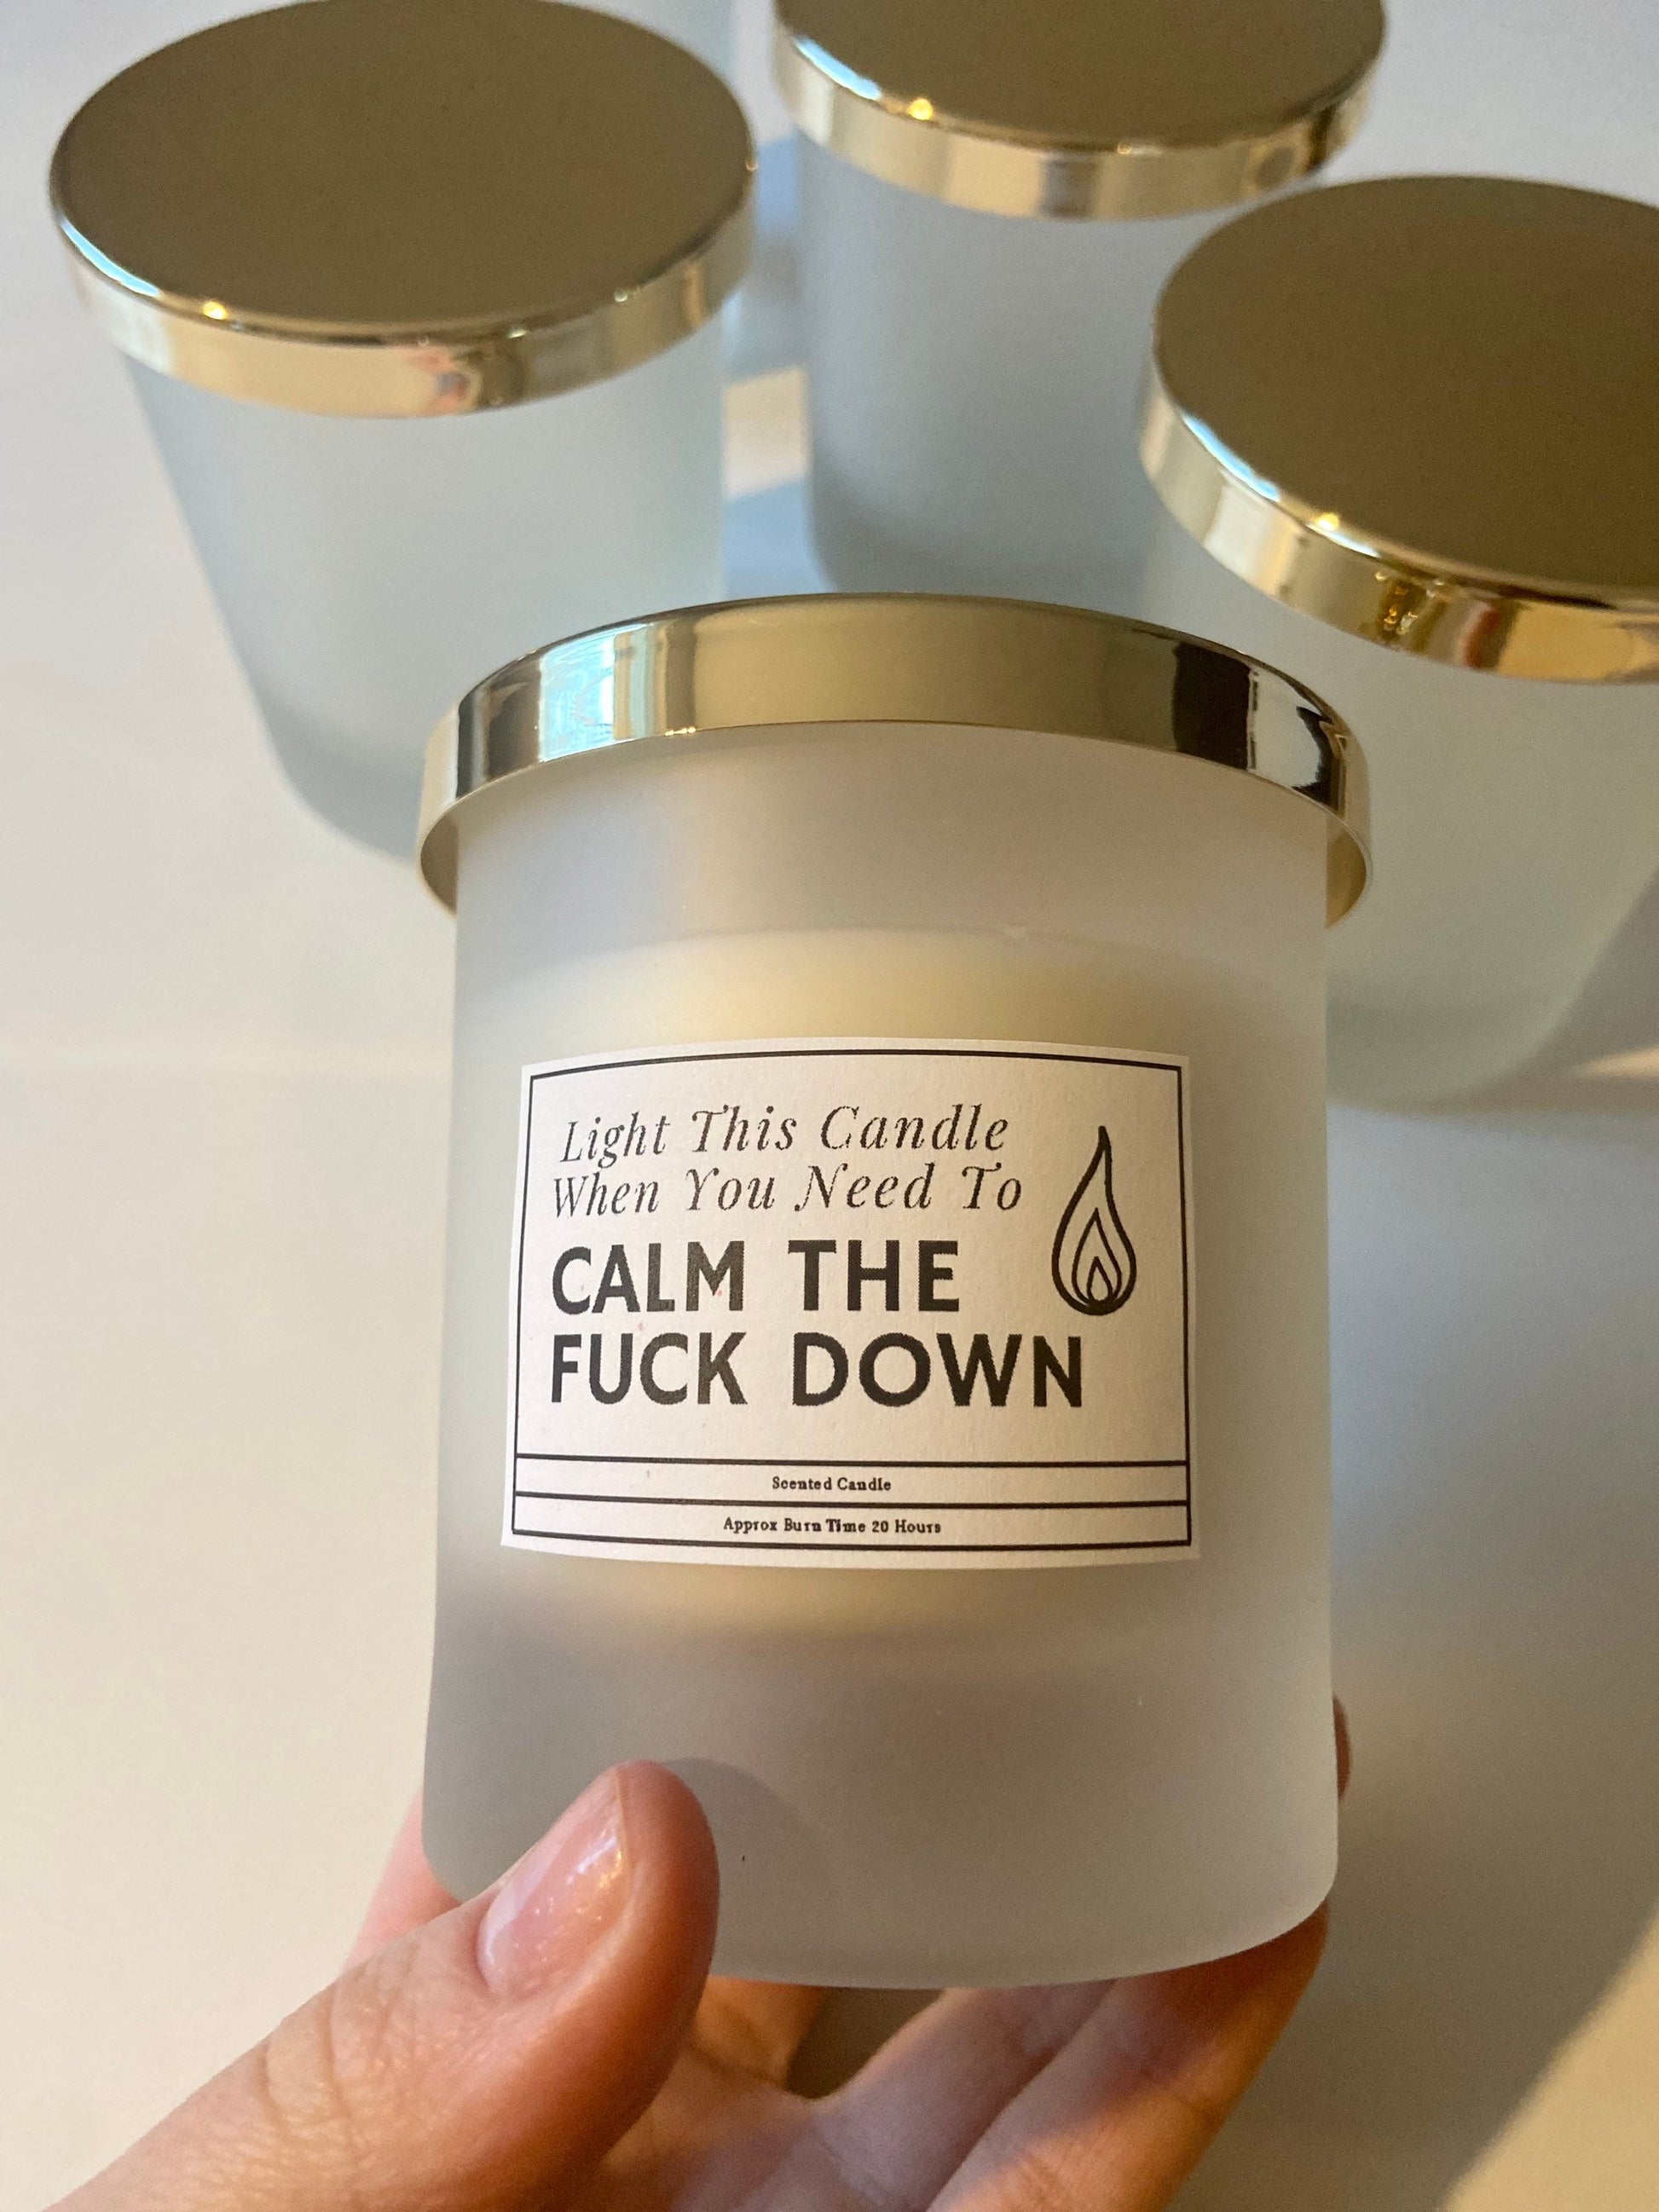 Light This Candle
When You Need To
CALM THE
FUCK DOWN
Scented Candle
Approx Burn Time 20 Hours